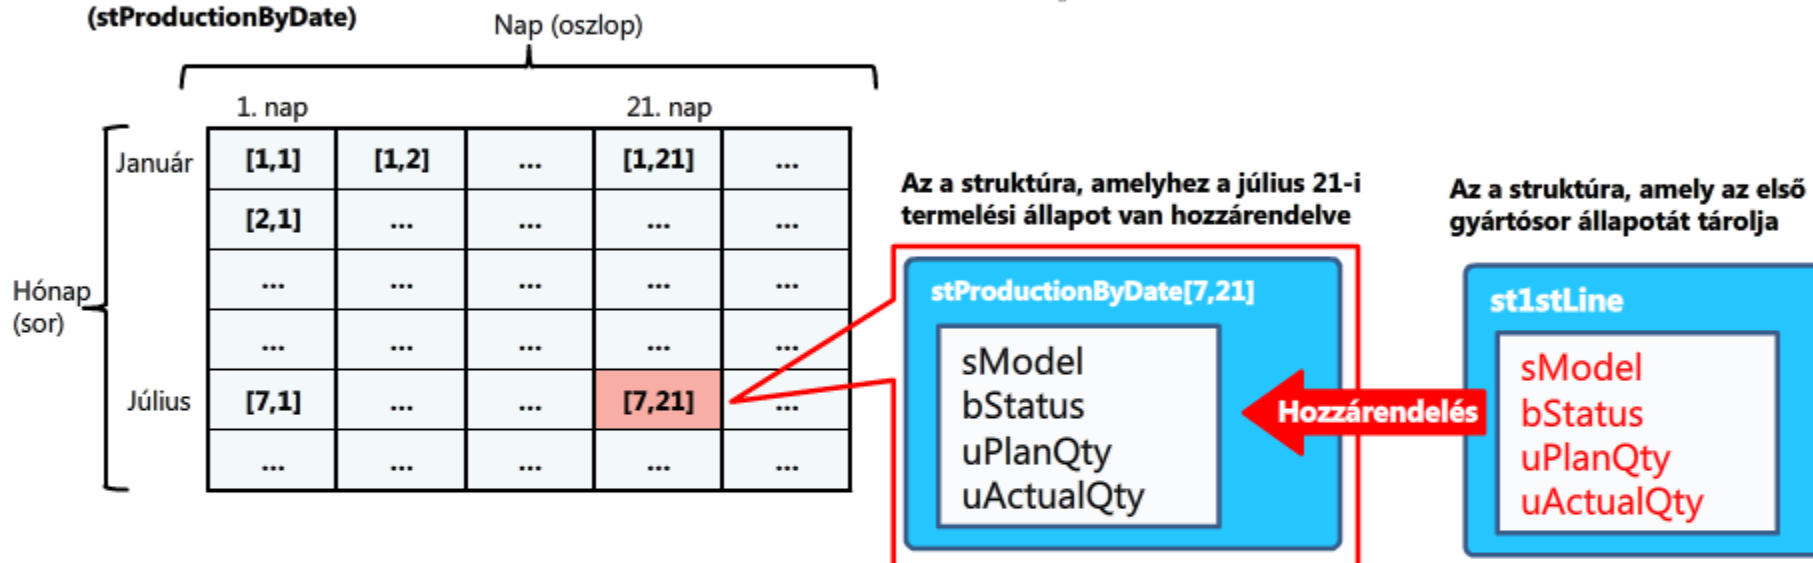 (stProductionByDate)
Nap (oszlop)
1. nap
21. nap
Január
[1,1]
[1,2]
...
[1,21]
...
[2,1]
...
...
...
...
Hónap
(sor)
...
...
...
...
...
...
...
...
...
...
Július
[7,1]
...
...
[7,21]
...
...
...
...
...
...
Az a struktúra, amelyhez a július 21-i
termelési állapot van hozzárendelve
stProductionByDate[7,21]
sModel
bStatus
uPlanQty
uActualQty
Hozzárendelés
Az a struktúra, amely az első
gyártósor állapotát tárolja
st1stLine
sModel
bStatus
uPlanQty
uActualQty